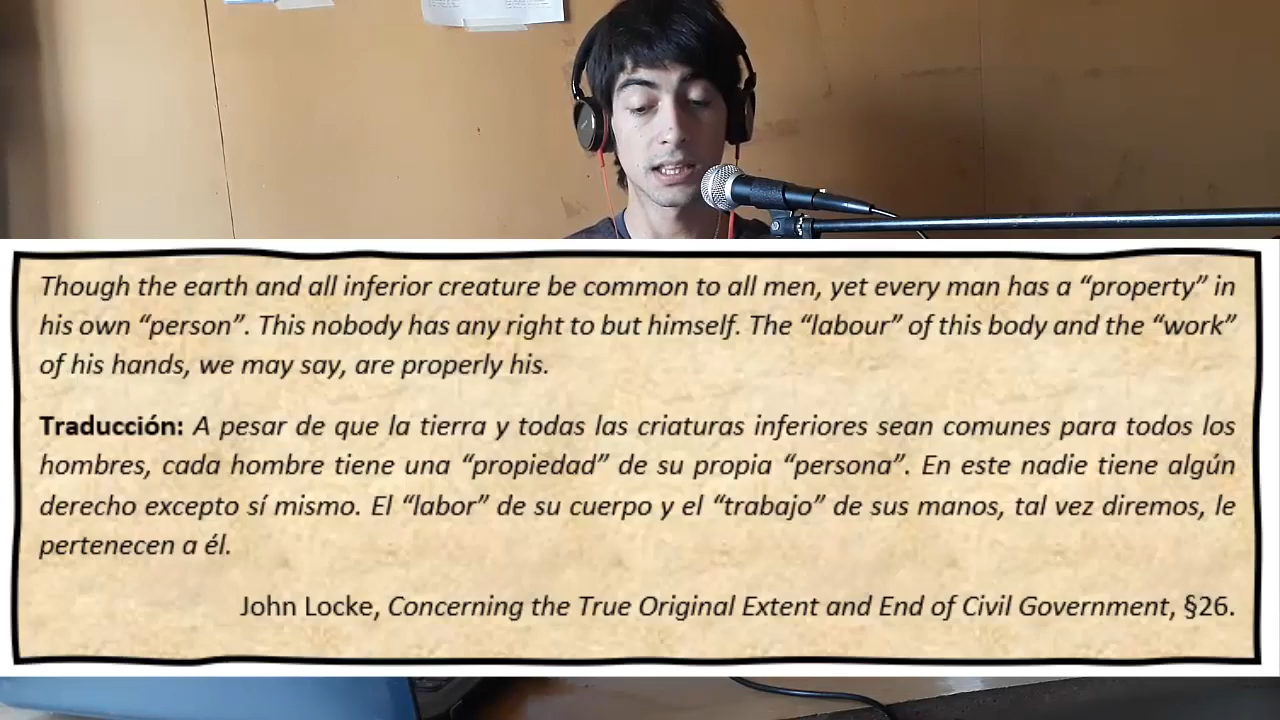 Though the earth and all inferior creature be common to all men, yet every man has a “property” in
his own “person”. This nobody has any right to but himself. The “labour” of this body and the “work”
of his hands, we may say, are properly his.
Traducción: A pesar de que la tierra y todas las criaturas inferiores sean comunes para todos los
hombres, cada hombre tiene una “propiedad” de su propia “persona”. En este nadie tiene algún
derecho excepto sí mismo. El “labor” de su cuerpo y el “trabajo” de sus manos, tal vez diremos, le
pertenecen a él.
John Locke, Concerning the True Original Extent and End of Civil Government, §26.